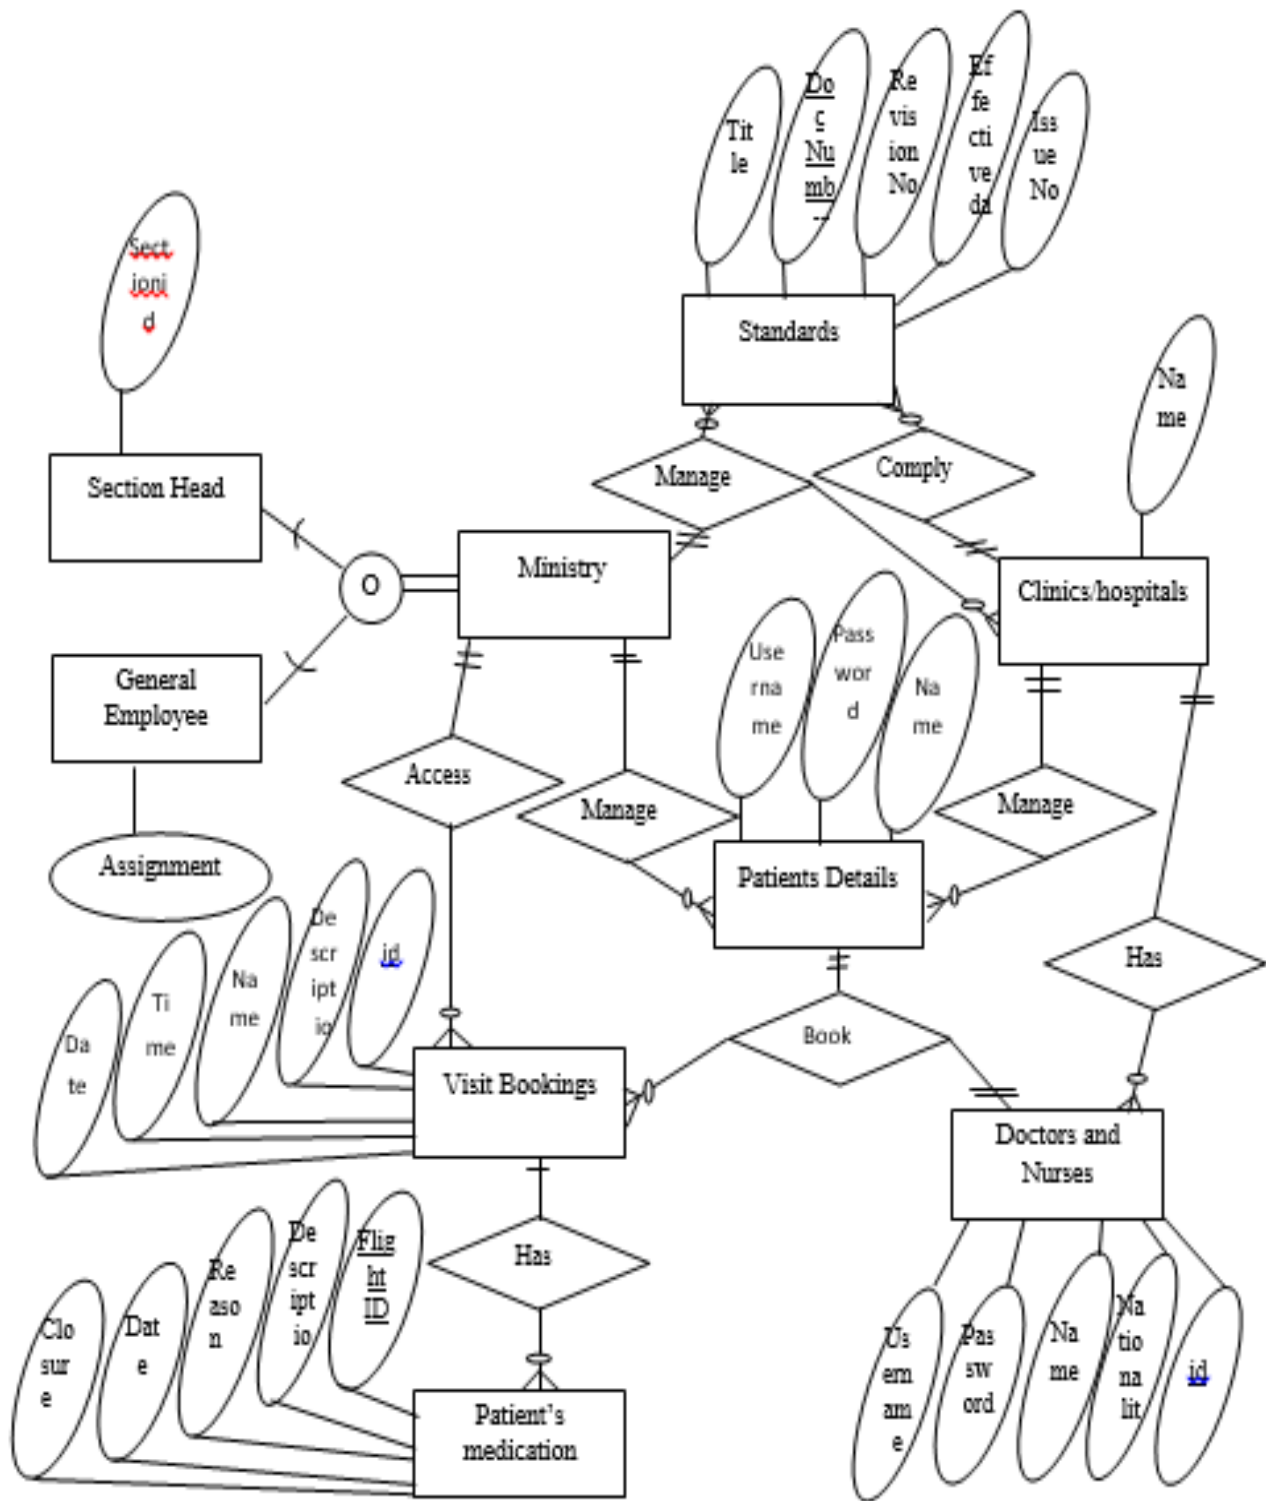 Tit
le
Do
c
Nu
mb
Re
vis
ion
No
Ef
fe
cti
ve
da
Iss
ue
No
Sect
ioni
d
Standards
Na
me
Section Head
Manage
Comply
O
Ministry
Clinics/hospitals
General
Employee
Use
rna
me
Pass
wor
d
Na
me
Access
Manage
Manage
Assignment
Patients Details
Has
Da
te
Ti
me
Na
me
De
scr
ipt
io
id
Book
Visit Bookings
Doctors and
Nurses
Has
Clo
sur
e
Dat
e
Re
aso
n
De
scr
ipt
io
Flig
ht
ID
Patient's
medication
Us
ern
am
e
Pas
sw
ord
Na
me
Na
tio
na
lit
id